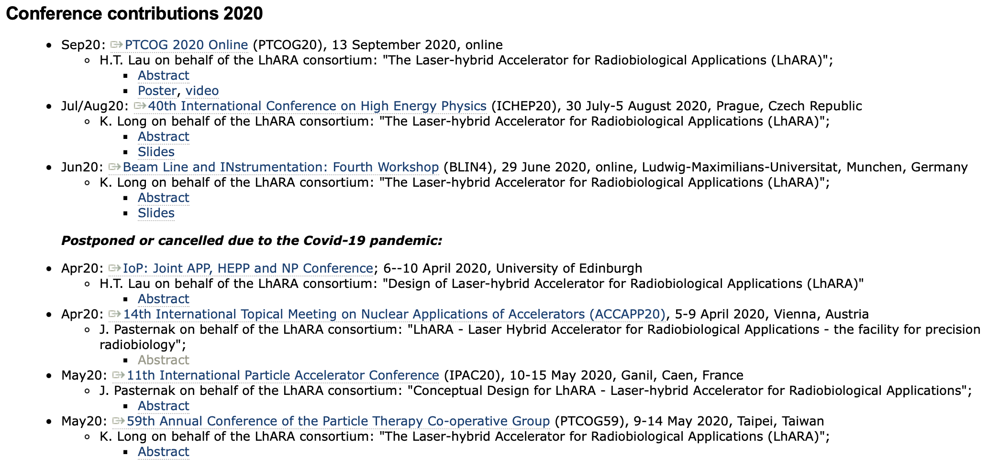 Conference contributions 2020
• Sep20: PTCOG 2020 Online (PTCOG20), 13 September 2020, online
◦ H.T. Lau on behalf of the LhARA consortium: "The Laser-hybrid Accelerator for Radiobiological Applications (LhARA)";
▪ Abstract
▪ Poster, video
• Jul/Aug20: 40th International Conference on High Energy Physics (ICHEP20), 30 July-5 August 2020, Prague, Czech Republic
◦ K. Long on behalf of the LhARA consortium: "The Laser-hybrid Accelerator for Radiobiological Applications (LhARA)";
▪ Abstract
▪ Slides
• Jun20: Beam Line and INstrumentation: Fourth Workshop (BLIN4), 29 June 2020, online, Ludwig-Maximilians-Universitat, Munchen, Germany
◦ K. Long on behalf of the LhARA consortium: "The Laser-hybrid Accelerator for Radiobiological Applications (LhARA)";
▪ Abstract
▪ Slides
Postponed or cancelled due to the Covid-19 pandemic:
• Apr20: IoP: Joint APP, HEPP and NP Conference; 6--10 April 2020, University of Edinburgh
◦ H.T. Lau on behalf of the LhARA consortium: "Design of Laser-hybrid Accelerator for Radiobiological Applications (LhARA)"
▪ Abstract
• Apr20: 14th International Topical Meeting on Nuclear Applications of Accelerators (ACCAPP20), 5-9 April 2020, Vienna, Austria
◦ J. Pasternak on behalf of the LhARA consortium: "LhARA - Laser Hybrid Accelerator for Radiobiological Applications - the facility for precision
radiobiology";
▪ Abstract
• May20: 11th International Particle Accelerator Conference (IPAC20), 10-15 May 2020, Ganil, Caen, France
◦ J. Pasternak on behalf of the LhARA consortium: "Conceptual Design for LhARA - Laser-hybrid Accelerator for Radiobiological Applications";
▪ Abstract
• May20: 59th Annual Conference of the Particle Therapy Co-operative Group (PTCOG59), 9-14 May 2020, Taipei, Taiwan
◦ K. Long on behalf of the LhARA consortium: "The Laser-hybrid Accelerator for Radiobiological Applications (LhARA)";
▪ Abstract